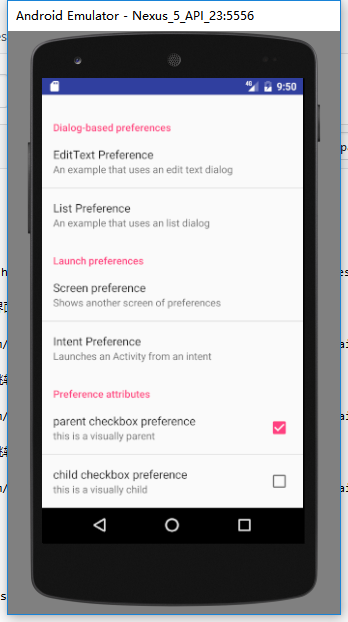 Android Emulator - Nexus_5_API_23:5556
4G
9:50
Dialog-based preferences
EditText Preference
An example that uses an edit text dialog
List Preference
An example that uses an list dialog
Launch preferences
Screen preference
Shows another screen of preferences
Intent Preference
Launches an Activity from an intent
Preference attributes
parent checkbox preference
this is a visually parent
child checkbox preference
this is a visually child